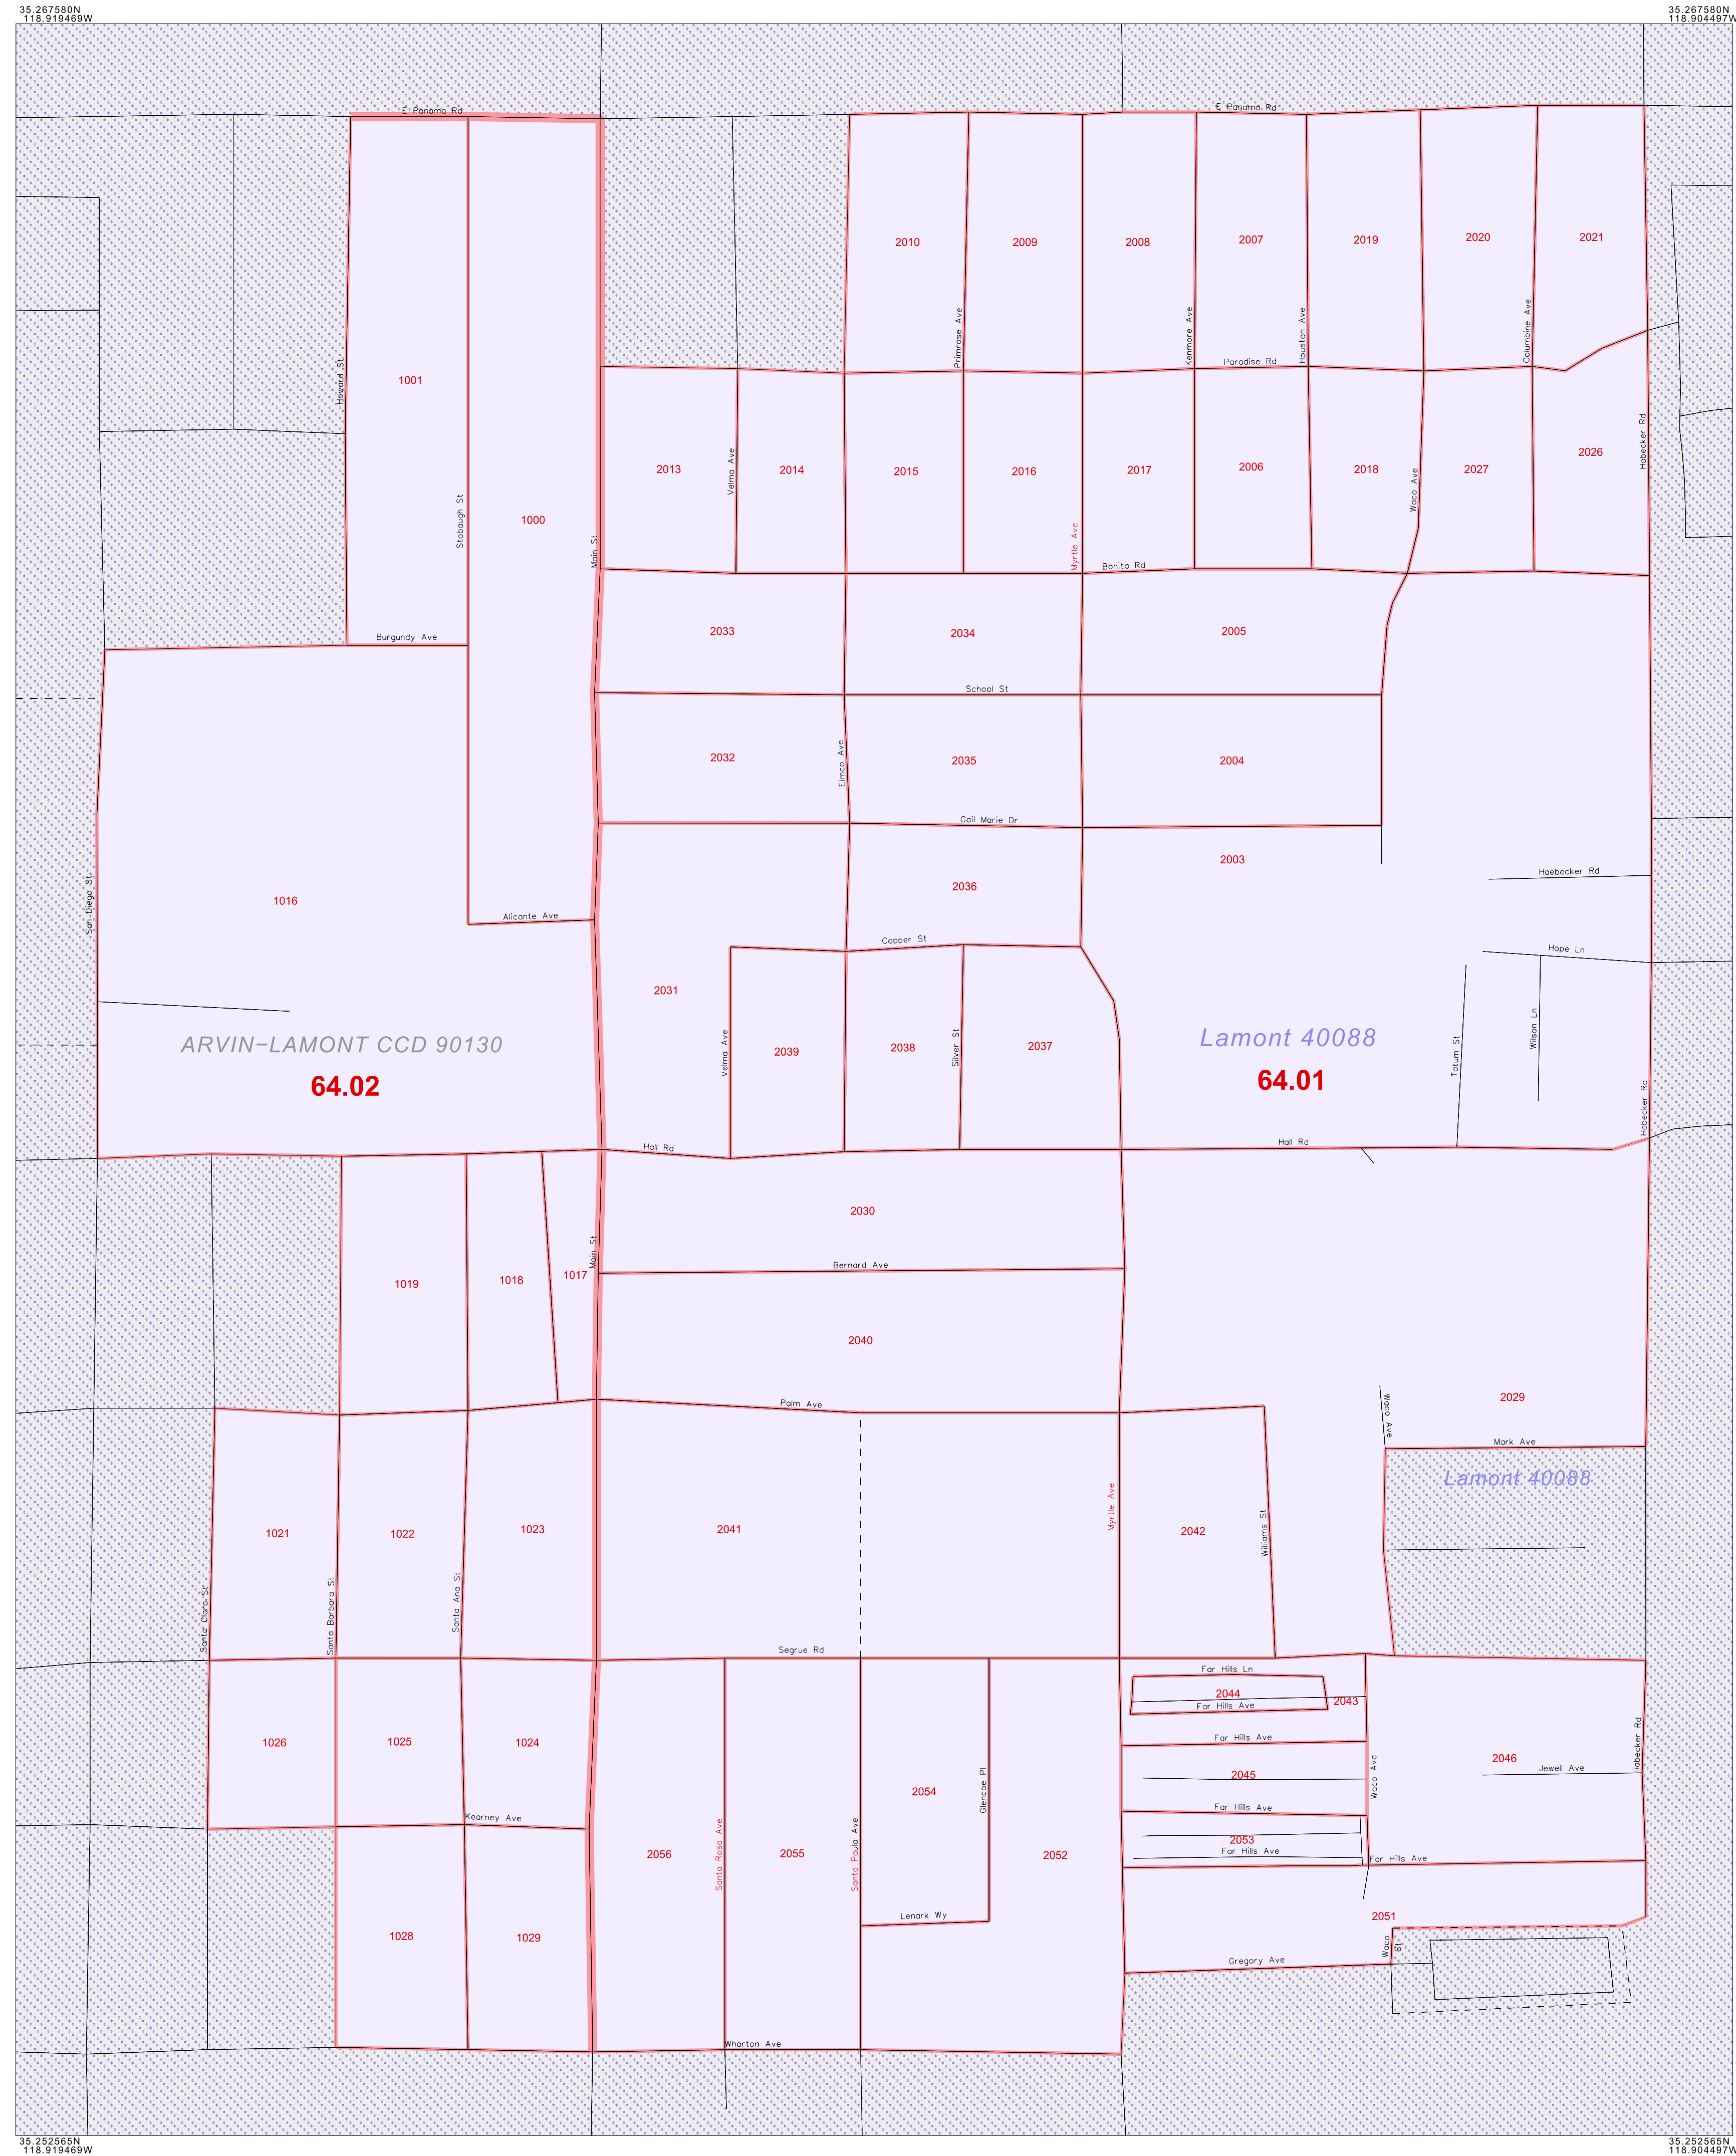 35.267580N
118.919469W
35.267580N
118.904497W
E Panama Rd
E Panama Rd
2010
2009
2008
2007
2019
2020
2021
Howard St
1001
Stobaugh St
1000
Main St
Primrose Ave
Kenmore Ave
Paradise Rd
Houston Ave
Columbine Ave
2013
Velma Ave
2014
2015
2016
Myrtle Ave
2017
2006
2018
Waco Ave
2027
2026
Habecker Rd
Bonita Rd
Burgundy Ave
2033
2034
2005
School St
2032
Elmco Ave
2035
2004
Gail Marie Dr
2003
San Diego St
1016
Alicante Ave
2036
Haebecker Rd
Copper St
Hope Ln
2031
Velma Ave
2039
2038
Silver St
2037
Tatum St
Wilson Ln
Habecker Rd
ARVIN-LAMONT CCD 90130
64.02
Lamont 40088
64.01
Hall Rd
Hall Rd
1019
1018
1017
Main St
2030
Bernard Ave
2040
Palm Ave
Waco Ave
2029
Mark Ave
Lamont 40088
Santa Clara St
1021
Santa Barbara St
1022
Santa Ana St
1023
2041
Myrtle Ave
2042
Williams St
Segrue Rd
Far Hills Ln
2044
2043
Far Hills Ave
1026
1025
1024
Far Hills Ave
2045
Far Hills Ave
Waco Ave
2046
Jewell Ave
Habecker Rd
Kearney Ave
2054
Glencoe Pl
2056
Santa Rosa Ave
2055
Santa Paula Ave
2052
2053
Far Hills Ave
Far Hills Ave
Lenark Wy
2051
1028
1029
Waco St
Gregory Ave
Wharton Ave
35.252565N
118.919469W
35.252565N
118.904497W